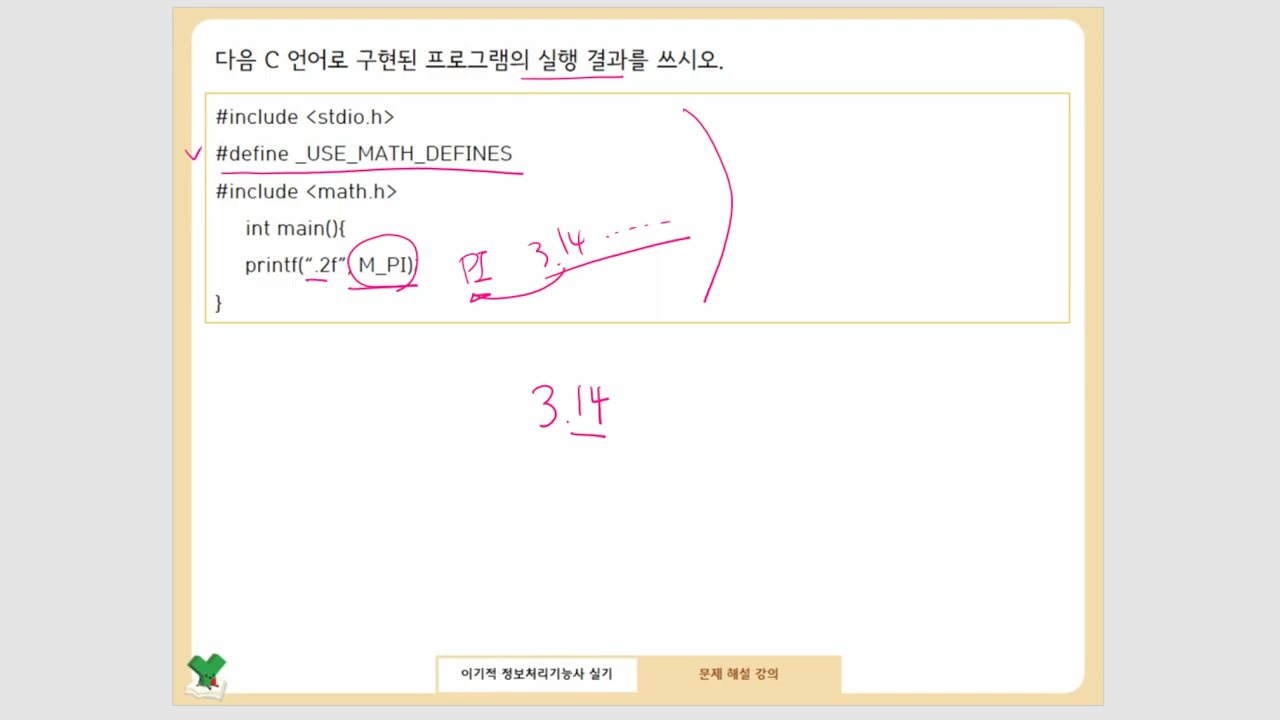 다음 C 언어로 구현된 프로그램의 실행 결과를 쓰시오.
#include <stdio.h>
#define _USE_MATH_DEFINES
#include <math.h>
int main(){
printf(“.2f”, M_PI)
PI 3.14 ······
}
3.14
이기적 정보처리기능사 실기
문제 해설 강의